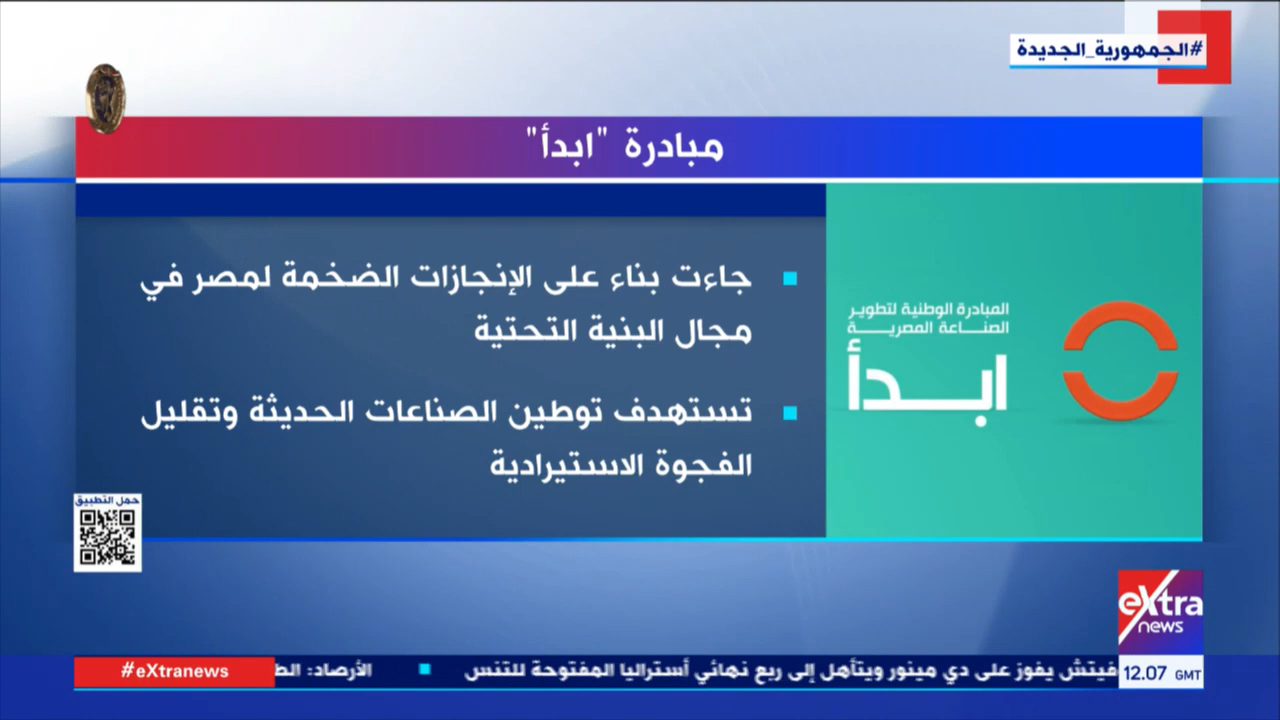 #الجمهورية_الجديدة
مبادرة "ابدأ"
جاءت بناء على الإنجازات الضخمة لمصر في
مجال البنية التحتية
تستهدف توطين الصناعات الحديثة وتقليل
الفجوة الاستيرادية
المبادرة الوطنية لتطوير
الصناعة المصرية
ابدأ
حمل التطبيق
eXtra
news
12.07 GMT
فيتش يفوز على دي مينور ويتأهل إلى ربع نهائي أستراليا المفتوحة للتنس ■ الأرصاد: الط
#eXtranews